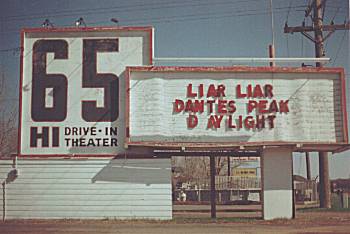 65
HI DRIVE-IN
THEATER
LIAR LIAR
DANTES PEAK
DAYLIGHT